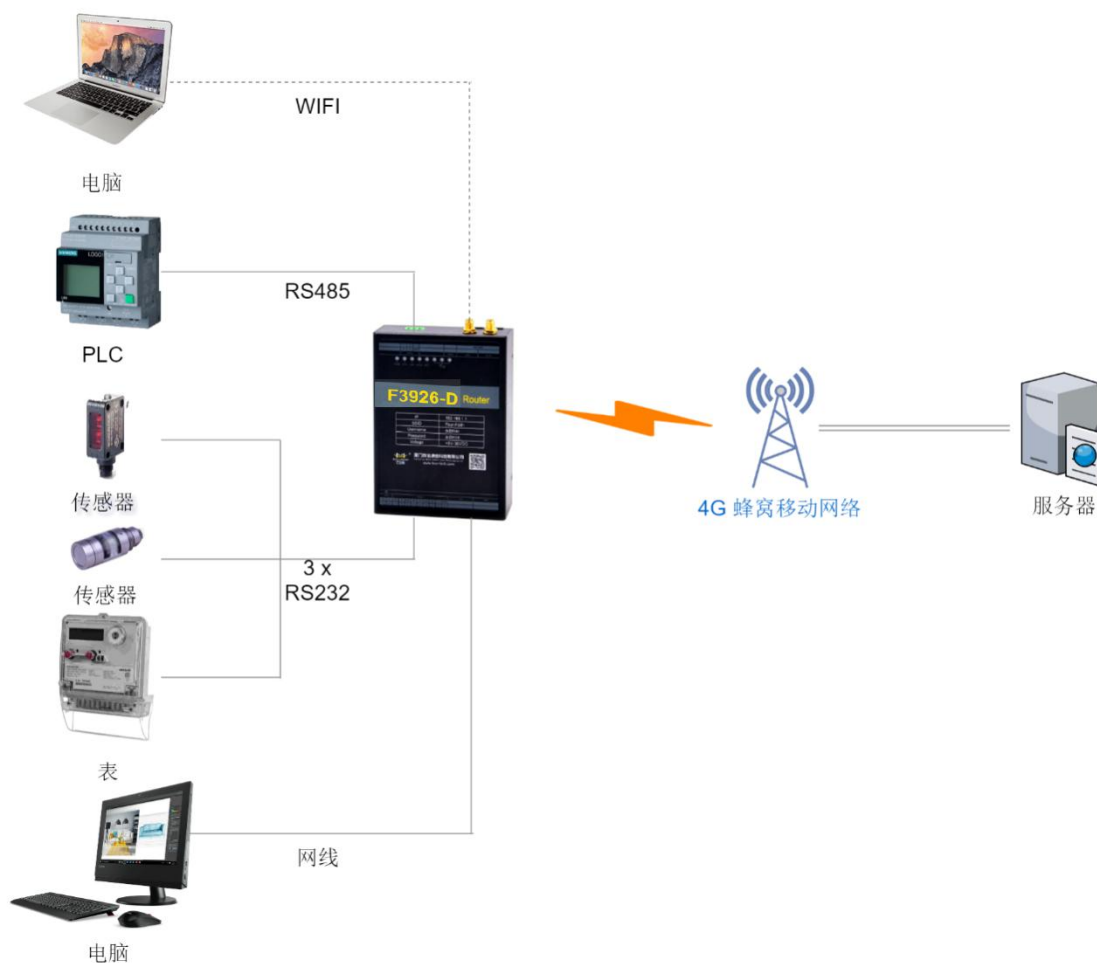 WIFI
电脑
RS485
PLC
F3926-D Router
传感器
传感器
3 x
RS232
表
网线
电脑
4G 蜂窝移动网络
服务器